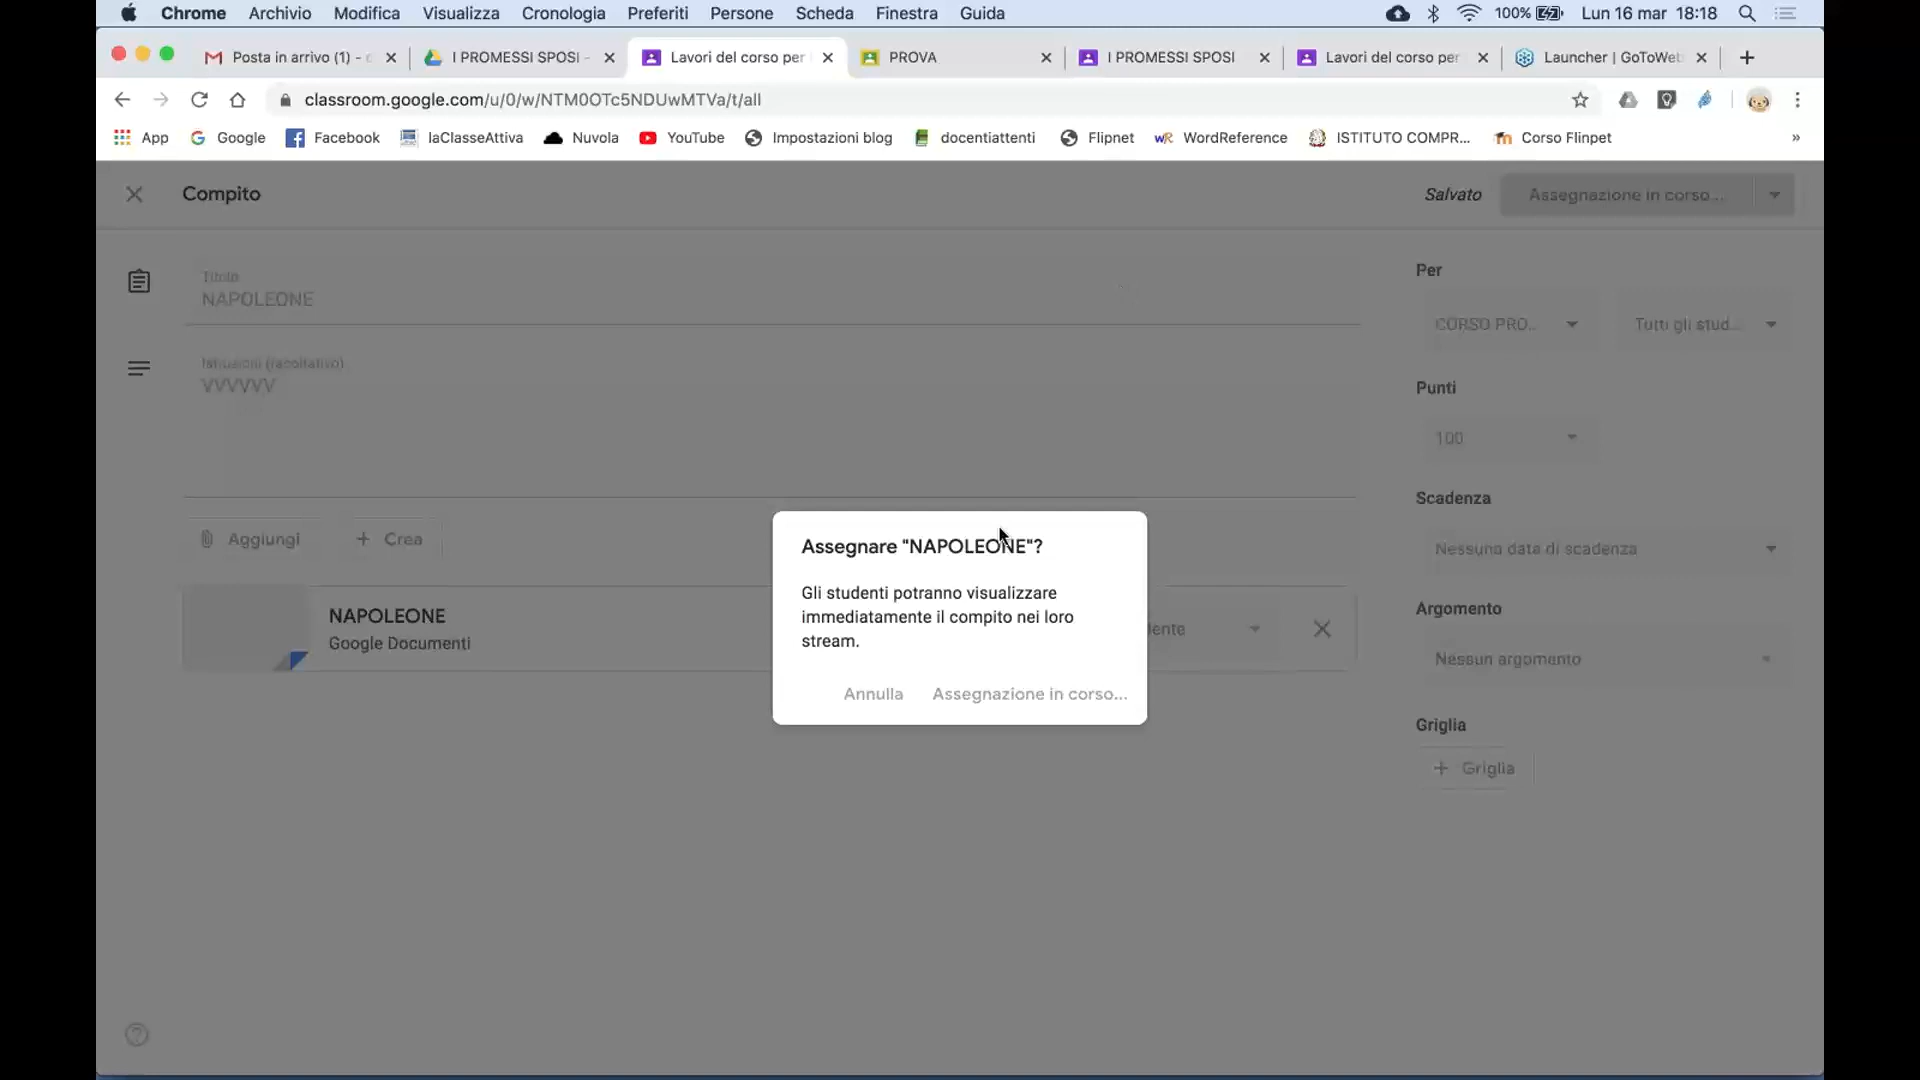 Chrome Archivio Modifica Visualizza Cronologia Preferiti Persone Scheda Finestra Guida 100% Lun 16 mar 18:18
Posta in arrivo (1) - I PROMESSI SPOSI - Lavori del corso per PROVA I PROMESSI SPOSI Lavori del corso per Launcher | GoToWeb
classroom.google.com/u/0/w/NTM0OTc5NDUwMTVa/t/all
App Google Facebook laClasseAttiva Nuvola YouTube Impostazioni blog docentiattenti Flipnet WordReference ISTITUTO COMPR... Corso Flinpet »
Compito Salvato Assegnazione in corso...
Titolo
NAPOLEONE
Istruzioni (facoltativo)
VVVVVV
Aggiungi + Crea
NAPOLEONE
Google Documenti
Per
CORSO PRO... Tutti gli stud...
Punti
100
Scadenza
Nessuna data di scadenza
Argomento
Nessun argomento
Griglia
+ Griglia
Assegnare "NAPOLEONE"?
Gli studenti potranno visualizzare
immediatamente il compito nei loro
stream.
Annulla Assegnazione in corso...